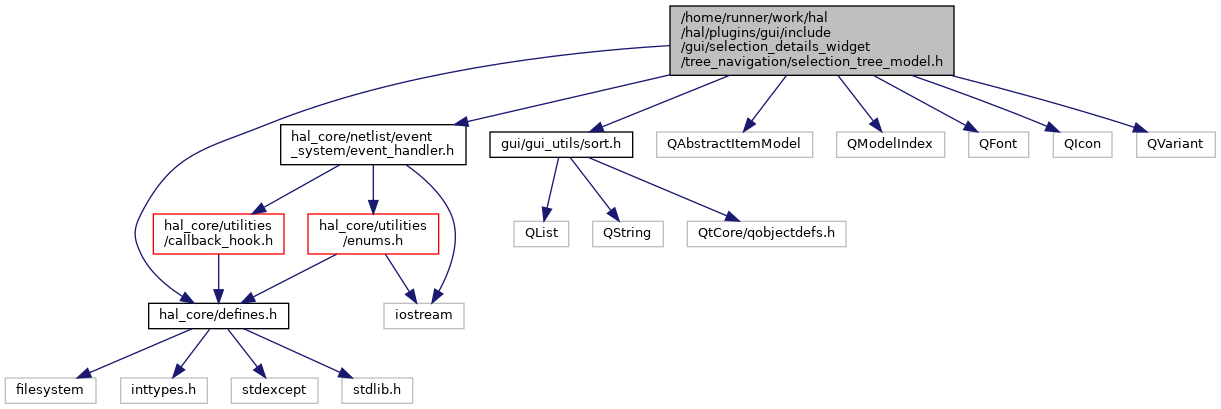 /home/runner/work/hal
/hal/plugins/gui/include
/gui/selection_details_widget
/tree_navigation/selection_tree_model.h
hal_core/netlist/event
_system/event_handler.h
gui/gui_utils/sort.h
QAbstractItemModel
QModelIndex
QFont
QIcon
QVariant
hal_core/utilities
/callback_hook.h
hal_core/utilities
/enums.h
QList
QString
QtCore/qobjectdefs.h
hal_core/defines.h
iostream
filesystem
inttypes.h
stdexcept
stdlib.h